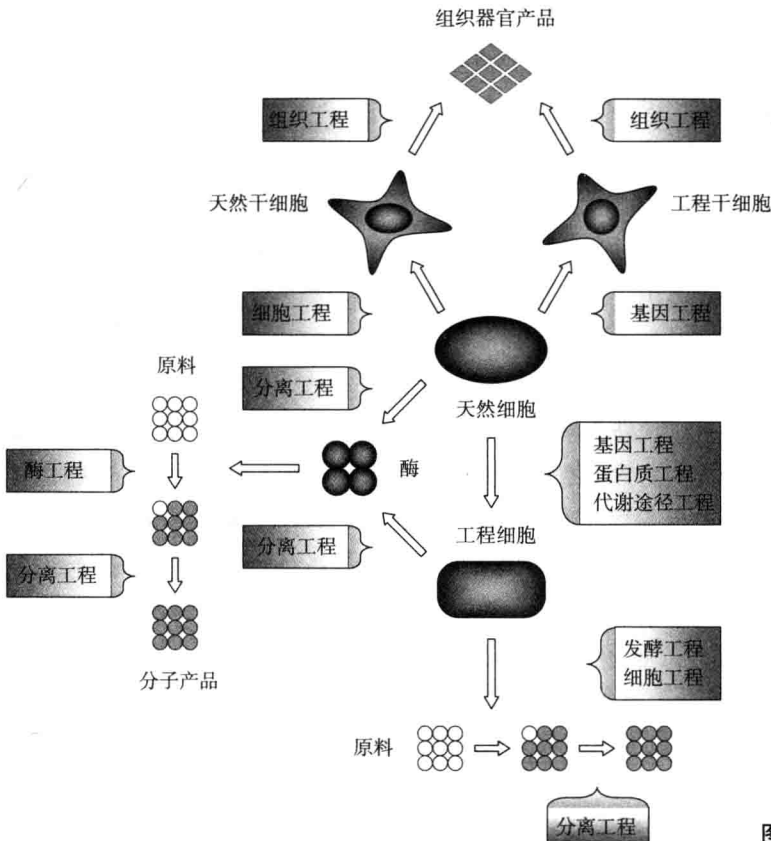 组织器官产品
组织工程
组织工程
天然干细胞
工程干细胞
细胞工程
基因工程
原料
分离工程
天然细胞
基因工程
蛋白质工程
代谢途径工程
酶工程
酶
分离工程
工程细胞
分离工程
分子产品
发酵工程
细胞工程
原料
分离工程
图